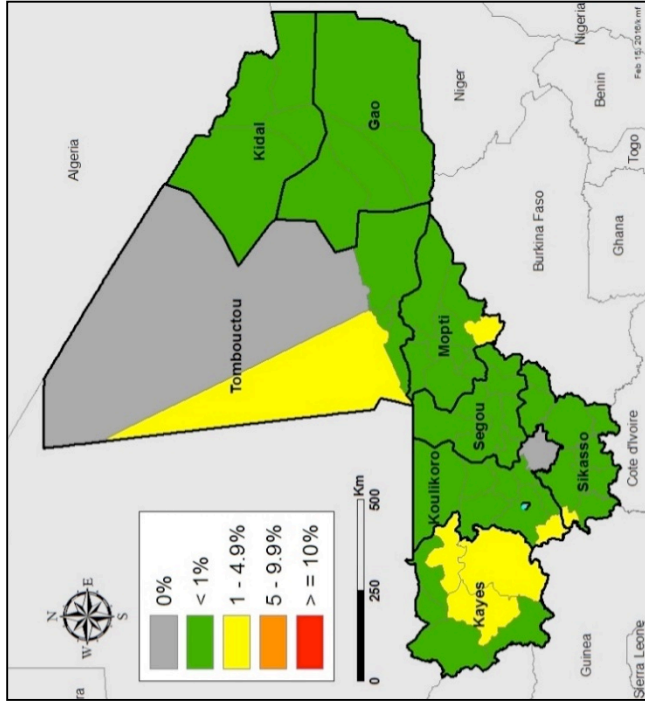 Algeria
Kidal
Tombouctou
Gao
Niger
Nigeria
Mopti
Segou
Koulikoro
Kayes
Sikasso
Burkina Faso
Benin
Togo
Ghana
Cote d'Ivoire
Guinea
Sierra Leone
ra
N
W E
S
0%
< 1%
1 - 4.9%
5 - 9.9%
> = 10%
0 250 500
Km